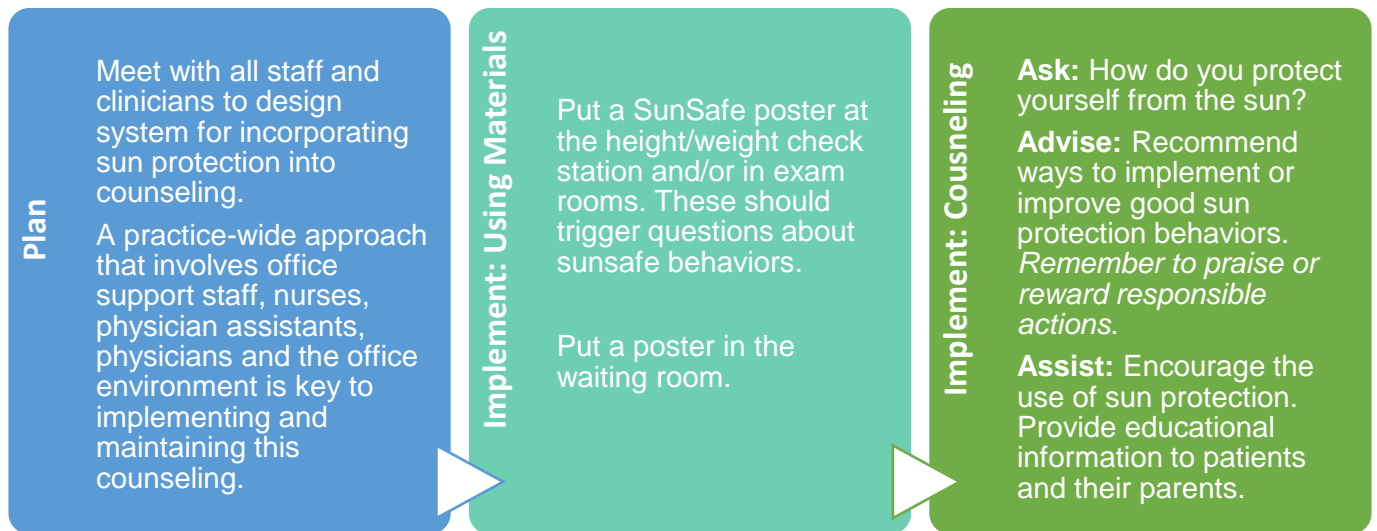 Plan
Meet with all staff and
clinicians to design
system for incorporating
sun protection into
counseling.
A practice-wide approach
that involves office
support staff, nurses,
physician assistants,
physicians and the office
environment is key to
implementing and
maintaining this
counseling.
Implement: Using Materials
Put a SunSafe poster at
the height/weight check
station and/or in exam
rooms. These should
trigger questions about
sunsafe behaviors.
Put a poster in the
waiting room.
Implement: Cousneling
Ask: How do you protect
yourself from the sun?
Advise: Recommend
ways to implement or
improve good sun
protection behaviors.
Remember to praise or
reward responsible
actions.
Assist: Encourage the
use of sun protection.
Provide educational
information to patients
and their parents.